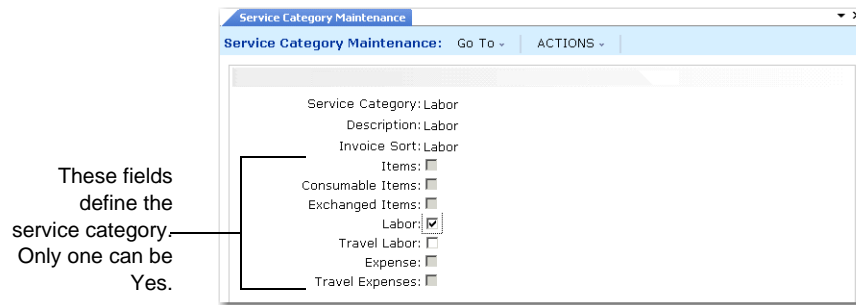 Service Category Maintenance
Service Category Maintenance: Go To ACTIONS
Service Category: Labor
Description: Labor
Invoice Sort: Labor
Items:
Consumable Items:
Exchanged Items:
Labor:
Travel Labor:
Expense:
Travel Expenses:
These fields
define the
service category.
Only one can be
Yes.